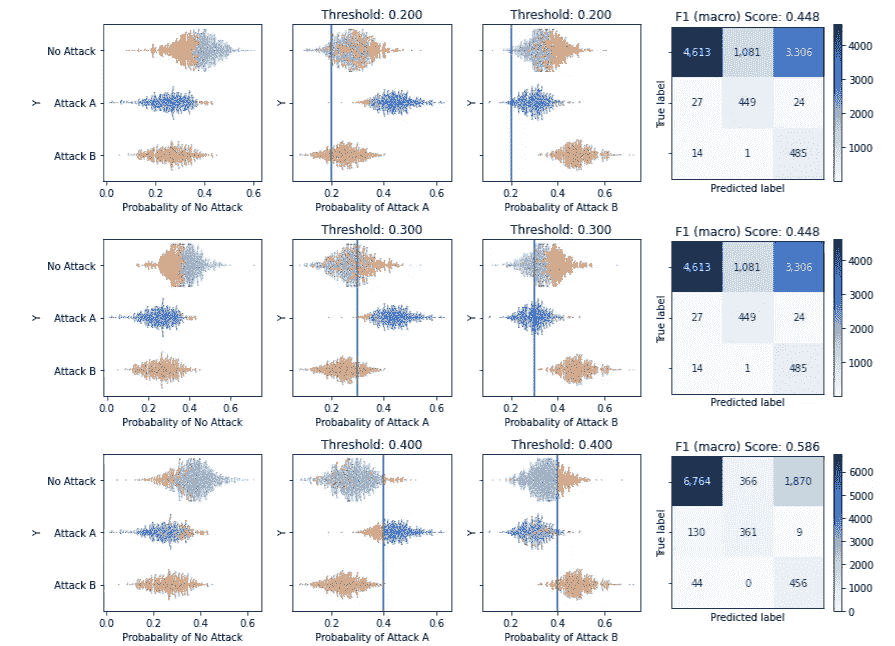 Threshold: 0.200
Threshold: 0.200
F1 (macro) Score: 0.448
No Attack
Attack A
Attack B
Y
Y
Y
0.0 0.2 0.4 0.6
0.2 0.4 0.6
0.2 0.4 0.6
Probabality of No Attack
Probabality of Attack A
Probabality of Attack B
True label
4,613 1,081 3,306
27 449 24
14 1 485
Predicted label
4000
3000
2000
1000
Threshold: 0.300
Threshold: 0.300
F1 (macro) Score: 0.448
No Attack
Attack A
Attack B
Y
Y
Y
0.0 0.2 0.4 0.6
0.2 0.4 0.6
0.2 0.4 0.6
Probabality of No Attack
Probabality of Attack A
Probabality of Attack B
True label
4,613 1,081 3,306
27 449 24
14 1 485
Predicted label
4000
3000
2000
1000
Threshold: 0.400
Threshold: 0.400
F1 (macro) Score: 0.586
No Attack
Attack A
Attack B
Y
Y
Y
0.0 0.2 0.4 0.6
0.2 0.4 0.6
0.2 0.4 0.6
Probabality of No Attack
Probabality of Attack A
Probabality of Attack B
True label
6,764 366 1,870
130 361 9
44 0 456
Predicted label
6000
5000
4000
3000
2000
1000
0